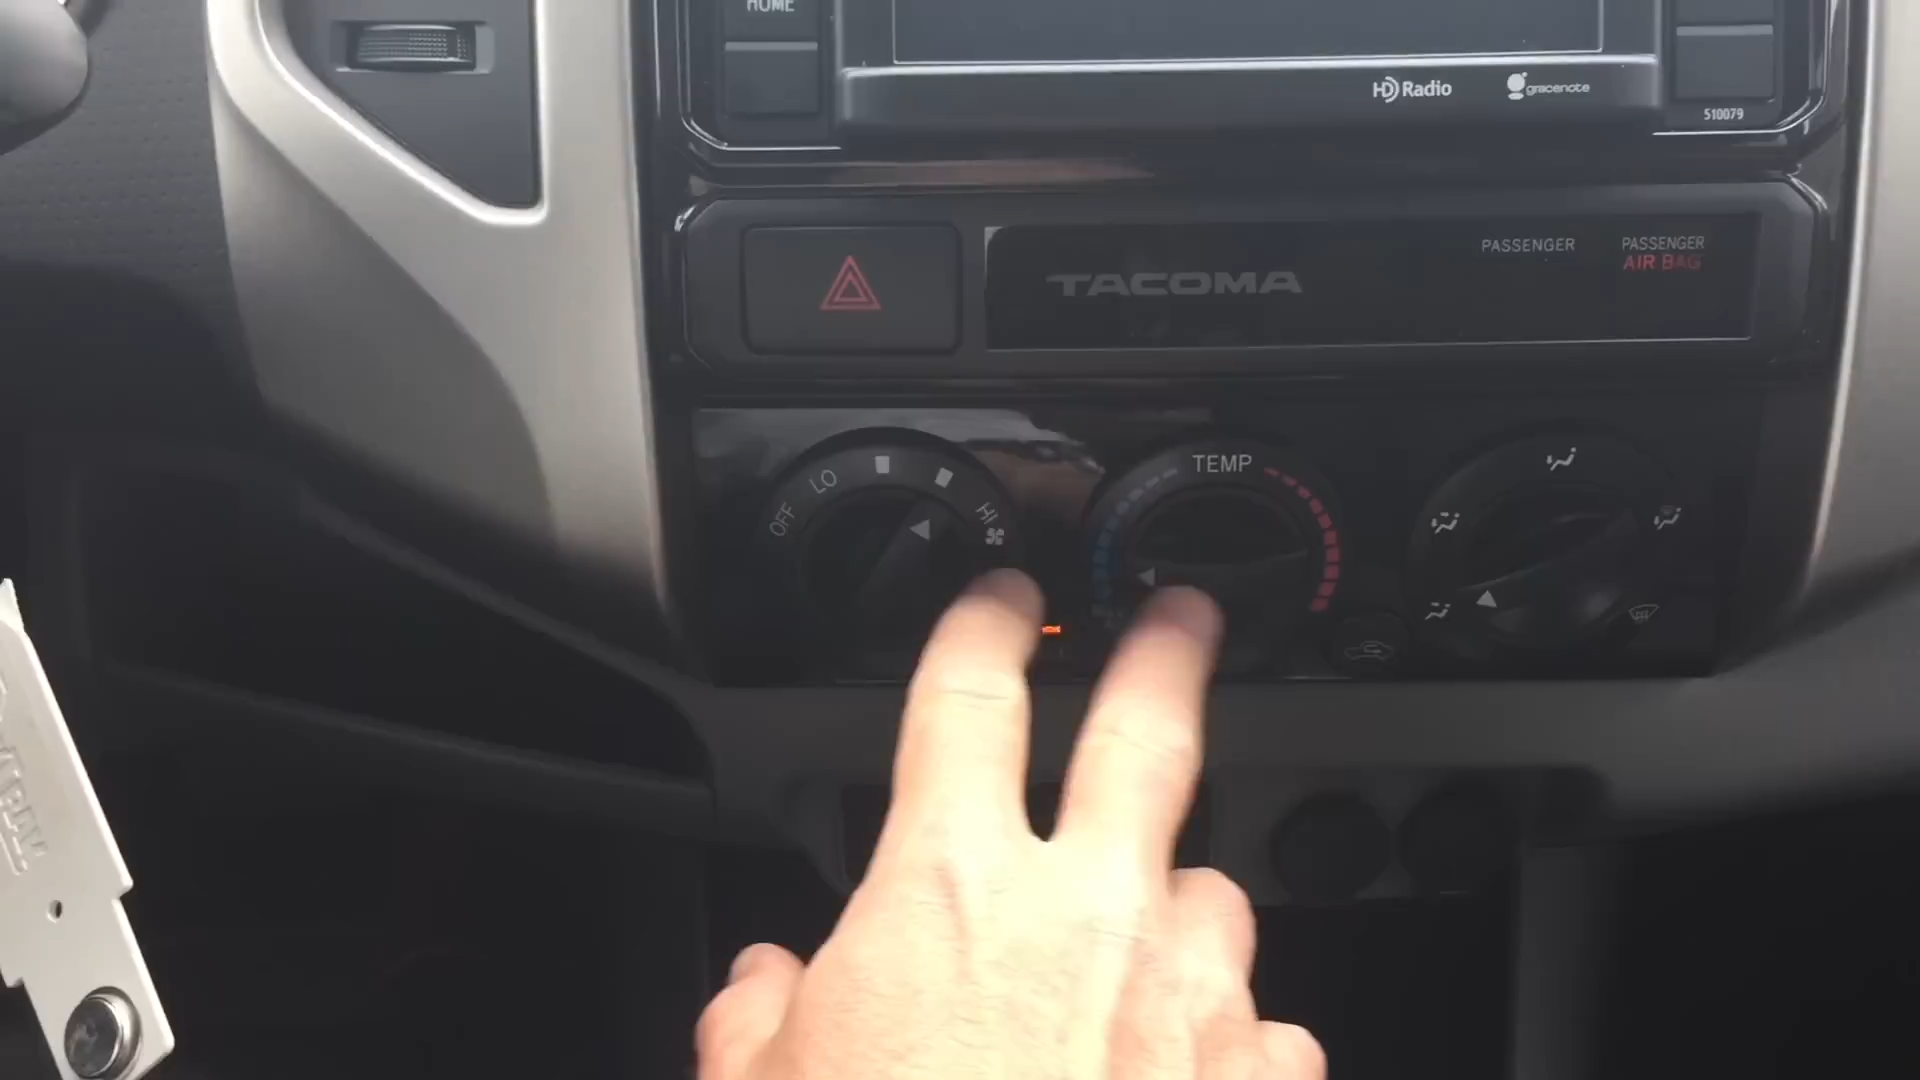 HOME
HD Radio
gracenote
510079
PASSENGER
PASSENGER
AIR BAG
TACOMA
OFF
LO
HI
TEMP